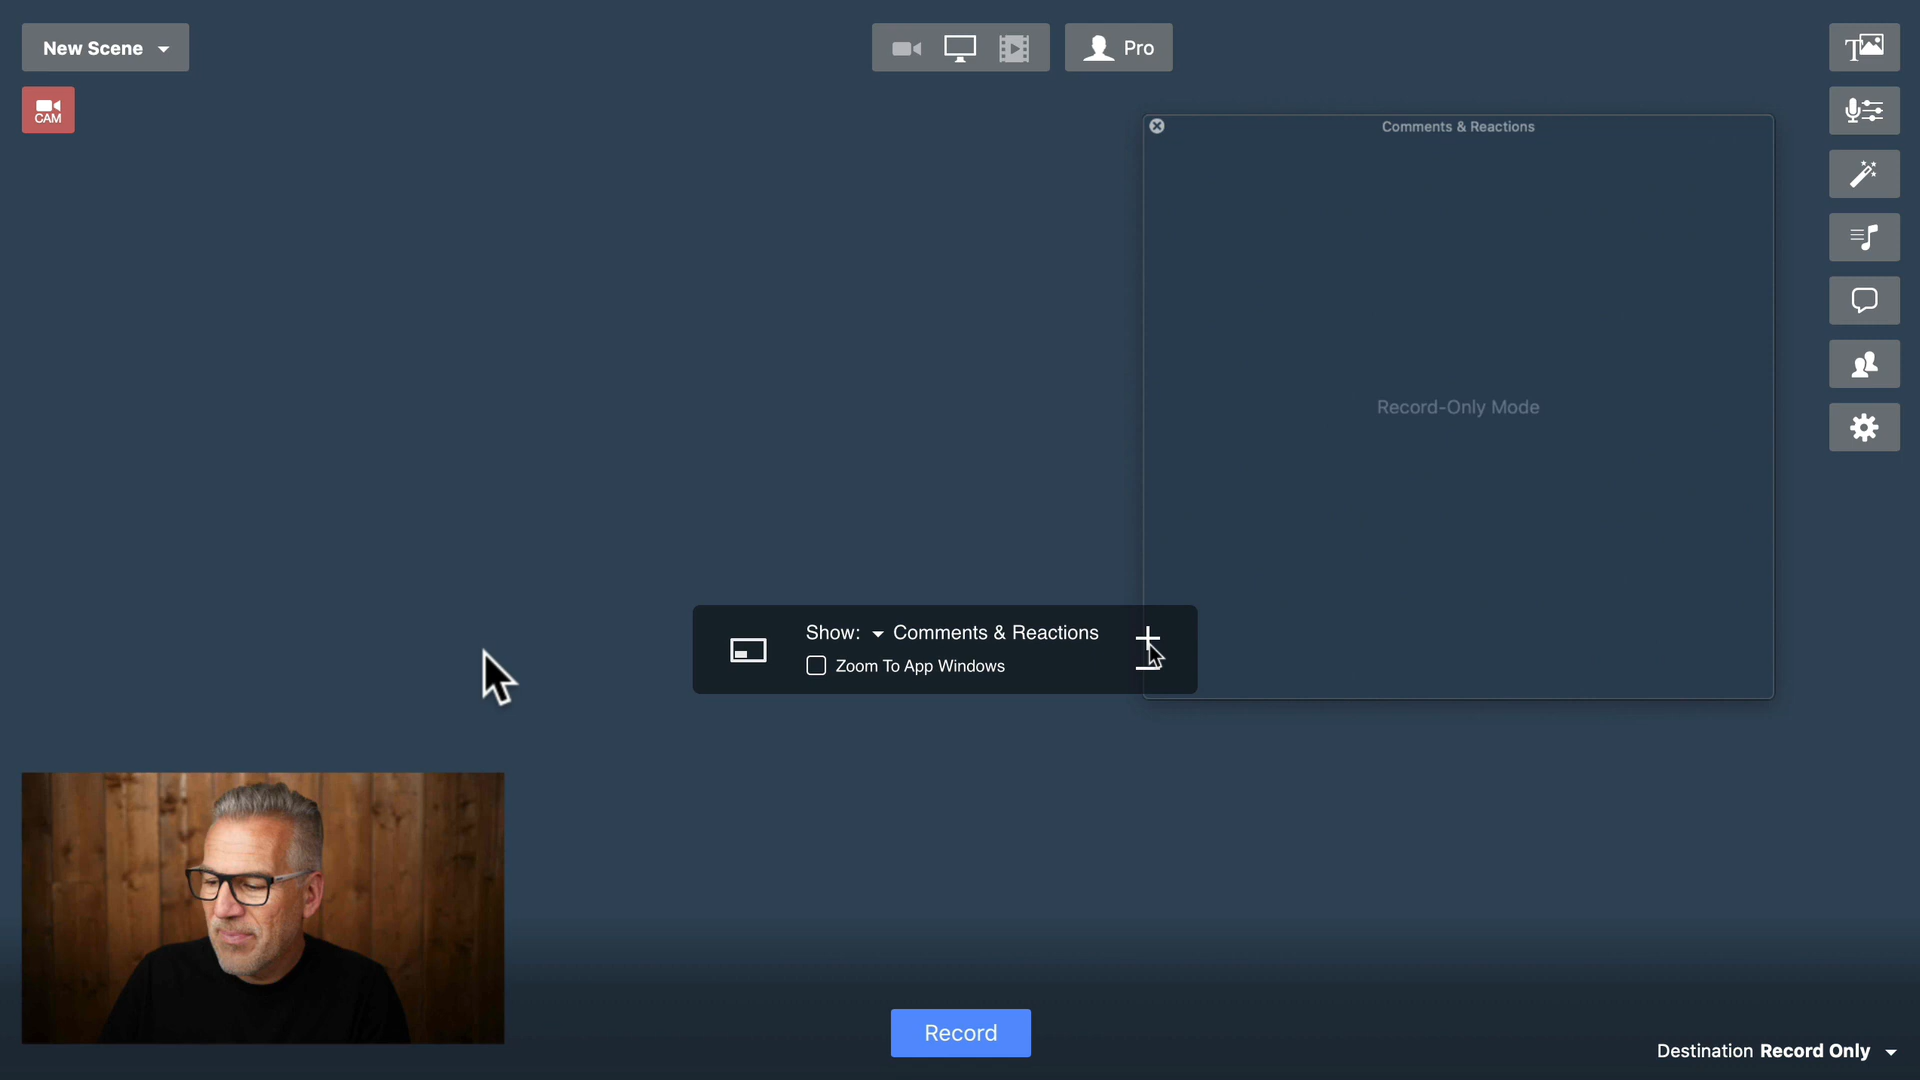 New Scene
Pro
CAM
Comments & Reactions
Record-Only Mode
Show: Comments & Reactions
Zoom To App Windows
Record
Destination Record Only